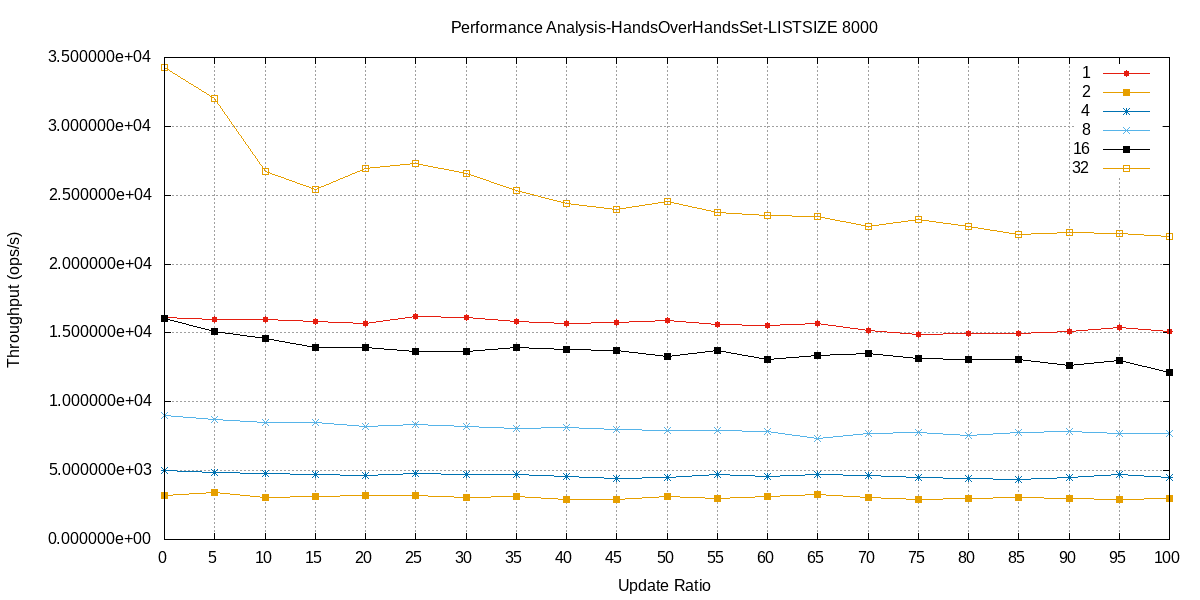 Performance Analysis-HandsOverHandsSet-LISTSIZE 8000
3.500000e+04
3.000000e+04
2.500000e+04
2.000000e+04
1.500000e+04
1.000000e+04
5.000000e+03
0.000000e+00
Throughput (ops/s)
1
2
4
8
16
32
0 5 10 15 20 25 30 35 40 45 50 55 60 65 70 75 80 85 90 95 100
Update Ratio